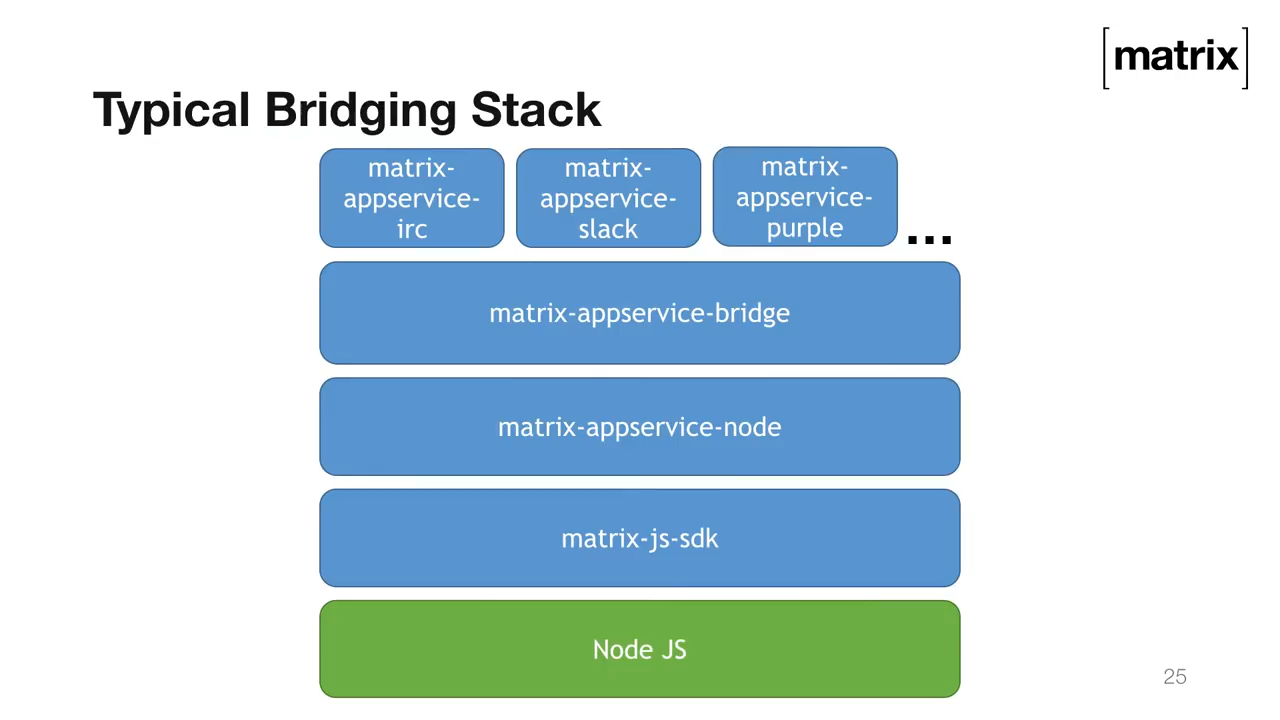 [matrix]
Typical Bridging Stack
matrix-
appservice-
irc
matrix-
appservice-
slack
matrix-
appservice-
purple
...
matrix-appservice-bridge
matrix-appservice-node
matrix-js-sdk
Node JS
25